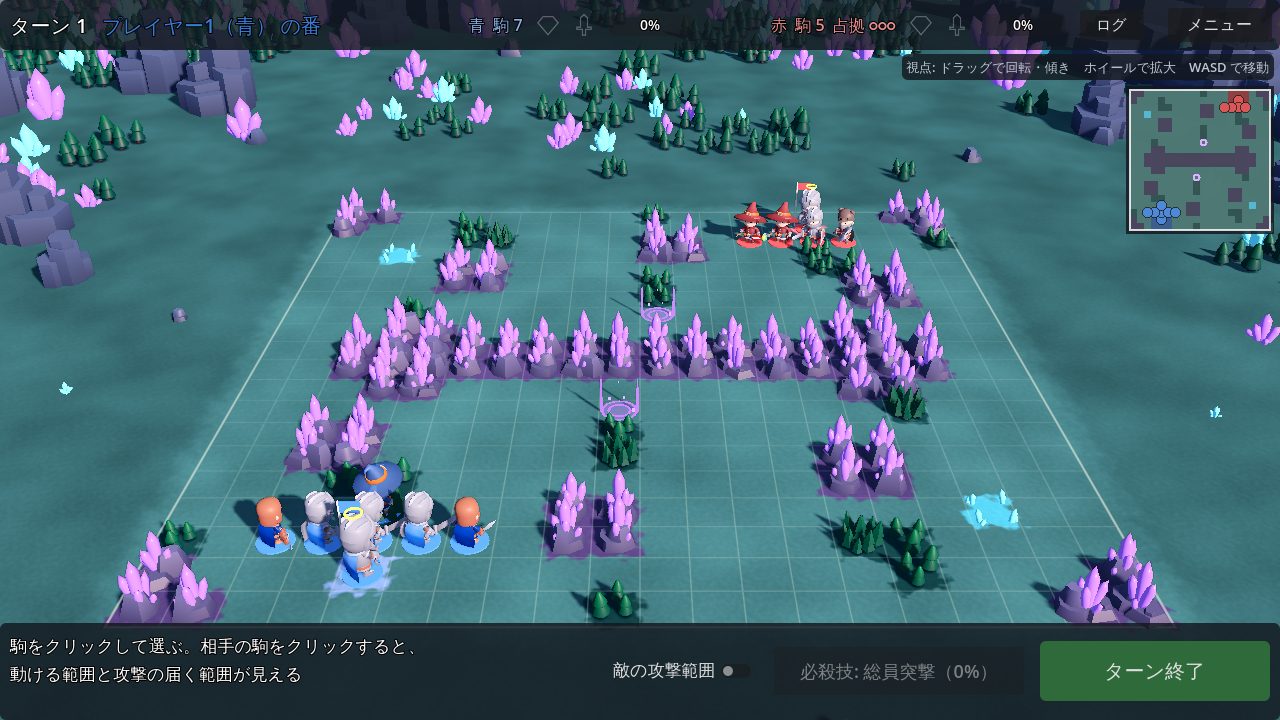 ターン 1 プレイヤー1（青）の番 青 駒 7 0% 赤 駒 5 占拠 0% ログ メニュー
視点: ドラッグで回転・傾き ホイールで拡大 WASD で移動
駒をクリックして選ぶ。相手の駒をクリックすると、
動ける範囲と攻撃の届く範囲が見える
敵の攻撃範囲 必殺技: 総員突撃（0%） ターン終了